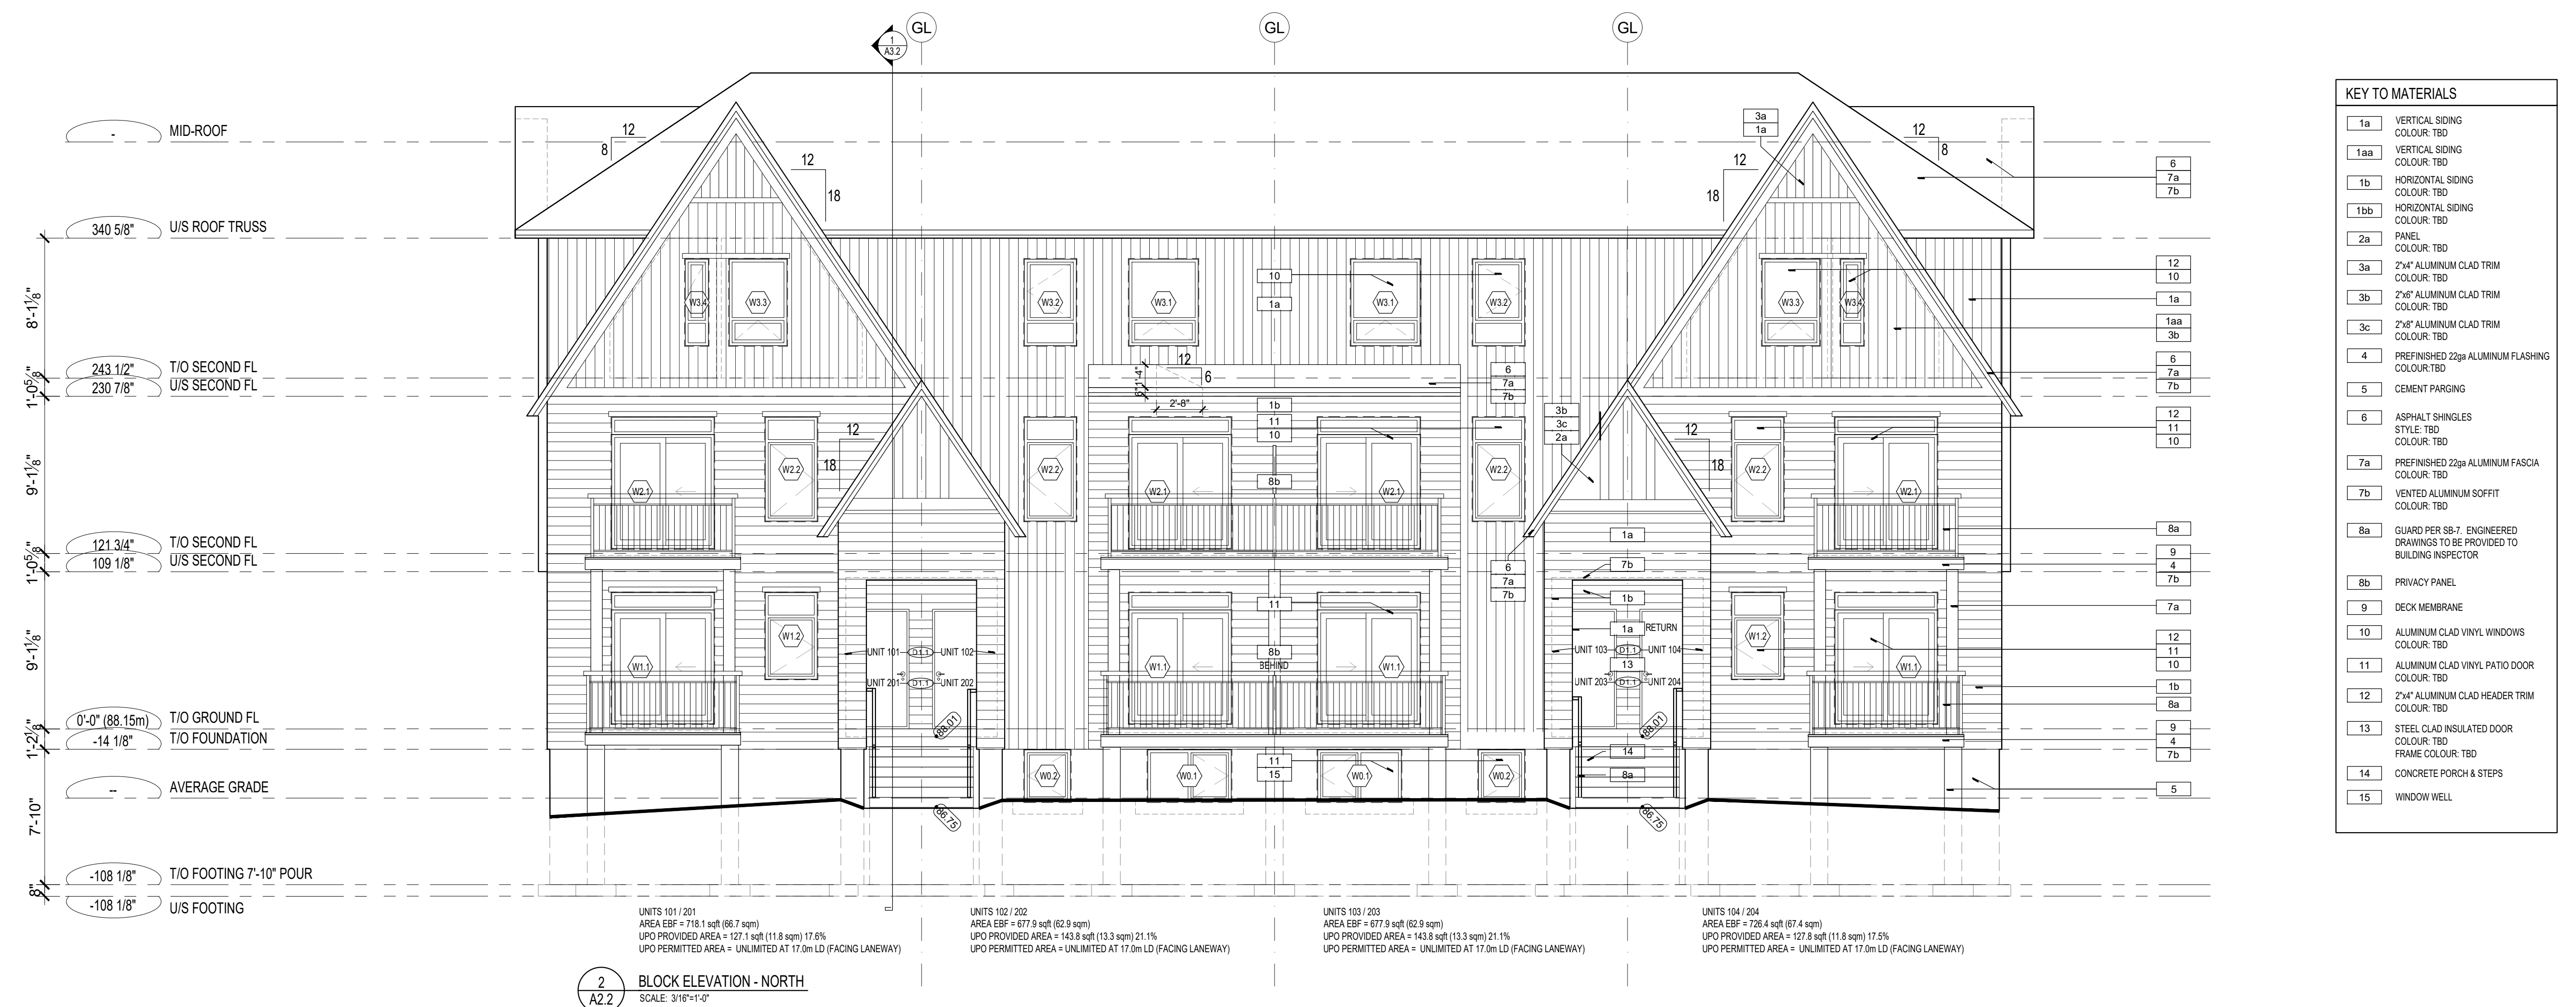 GL
GL
GL
1
A3.2
12
8
12
18
12
18
12
8
3a
1a
- MID-ROOF
340 5/8" U/S ROOF TRUSS
243 1/2" T/O SECOND FL
230 7/8" U/S SECOND FL
121 3/4" T/O SECOND FL
109 1/8" U/S SECOND FL
0'-0" (88.15m) T/O GROUND FL
-14 1/8" T/O FOUNDATION
-- AVERAGE GRADE
-108 1/8" T/O FOOTING 7'-10" POUR
-108 1/8" U/S FOOTING
8'-1 1/8"
1'-0 5/8"
9'-1 1/8"
1'-0 5/8"
9'-1 1/8"
1'-2 1/8"
7'-10"
8"
W3.4
W3.3
W3.2
W3.1
10
1a
W3.1
W3.2
W3.3
W3.4
12
6
1'-4"
6"
2'-8"
6
7a
7b
1b
11
10
3b
3c
2a
12
18
12
18
W2.1
W2.2
W2.2
W2.1
8b
W2.1
W2.2
W2.2
W2.1
1a
6
7a
7b
7b
1b
11
1a RETURN
W1.1
W1.2
UNIT 101 D1.1 UNIT 102
UNIT 201 D1.1 UNIT 202
W1.1
8b
BEHIND
W1.1
UNIT 103 D1.1 UNIT 104
13
UNIT 203 D1.1 UNIT 204
W1.2
W1.1
88.01
88.01
W0.2
W0.1
11
15
W0.1
W0.2
14
8a
86.75
86.75
6
7a
7b
12
10
1a
1aa
3b
6
7a
7b
12
11
10
8a
9
4
7b
7a
12
11
10
1b
8a
9
4
7b
5
UNITS 101 / 201
AREA EBF = 718.1 sqft (66.7 sqm)
UPO PROVIDED AREA = 127.1 sqft (11.8 sqm) 17.6%
UPO PERMITTED AREA = UNLIMITED AT 17.0m LD (FACING LANEWAY)
UNITS 102 / 202
AREA EBF = 677.9 sqft (62.9 sqm)
UPO PROVIDED AREA = 143.8 sqft (13.3 sqm) 21.1%
UPO PERMITTED AREA = UNLIMITED AT 17.0m LD (FACING LANEWAY)
UNITS 103 / 203
AREA EBF = 677.9 sqft (62.9 sqm)
UPO PROVIDED AREA = 143.8 sqft (13.3 sqm) 21.1%
UPO PERMITTED AREA = UNLIMITED AT 17.0m LD (FACING LANEWAY)
UNITS 104 / 204
AREA EBF = 726.4 sqft (67.4 sqm)
UPO PROVIDED AREA = 127.8 sqft (11.8 sqm) 17.5%
UPO PERMITTED AREA = UNLIMITED AT 17.0m LD (FACING LANEWAY)
2
A2.2
BLOCK ELEVATION - NORTH
SCALE: 3/16"=1'-0"
KEY TO MATERIALS
1a VERTICAL SIDING
COLOUR: TBD
1aa VERTICAL SIDING
COLOUR: TBD
1b HORIZONTAL SIDING
COLOUR: TBD
1bb HORIZONTAL SIDING
COLOUR: TBD
2a PANEL
COLOUR: TBD
3a 2"x4" ALUMINUM CLAD TRIM
COLOUR: TBD
3b 2"x6" ALUMINUM CLAD TRIM
COLOUR: TBD
3c 2"x8" ALUMINUM CLAD TRIM
COLOUR: TBD
4 PREFINISHED 22ga ALUMINUM FLASHING
COLOUR:TBD
5 CEMENT PARGING
6 ASPHALT SHINGLES
STYLE: TBD
COLOUR: TBD
7a PREFINISHED 22ga ALUMINUM FASCIA
COLOUR: TBD
7b VENTED ALUMINUM SOFFIT
COLOUR: TBD
8a GUARD PER SB-7. ENGINEERED
DRAWINGS TO BE PROVIDED TO
BUILDING INSPECTOR
8b PRIVACY PANEL
9 DECK MEMBRANE
10 ALUMINUM CLAD VINYL WINDOWS
COLOUR: TBD
11 ALUMINUM CLAD VINYL PATIO DOOR
COLOUR: TBD
12 2"x4" ALUMINUM CLAD HEADER TRIM
COLOUR: TBD
13 STEEL CLAD INSULATED DOOR
COLOUR: TBD
FRAME COLOUR: TBD
14 CONCRETE PORCH & STEPS
15 WINDOW WELL